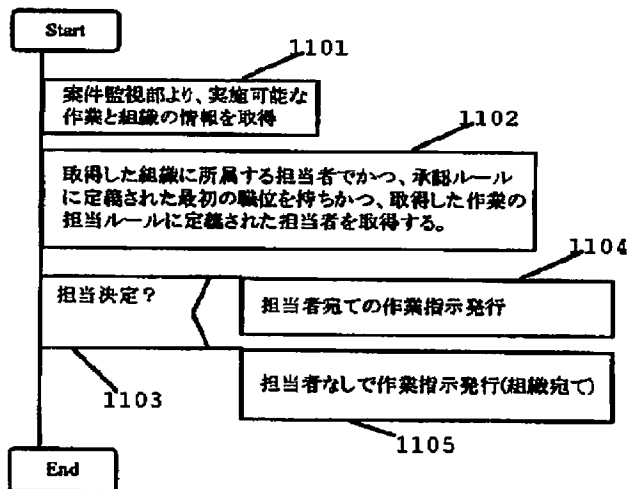 Start
1101
案件監視部より、実施可能な
作業と組織の情報を取得
1102
取得した組織に所属する担当者でかつ、承認ルール
に定義された最初の職位を持ちかつ、取得した作業の
担当ルールに定義された担当者を取得する。
1104
担当決定？
担当者宛ての作業指示発行
1103
担当者なしで作業指示発行(組織宛て)
1105
End